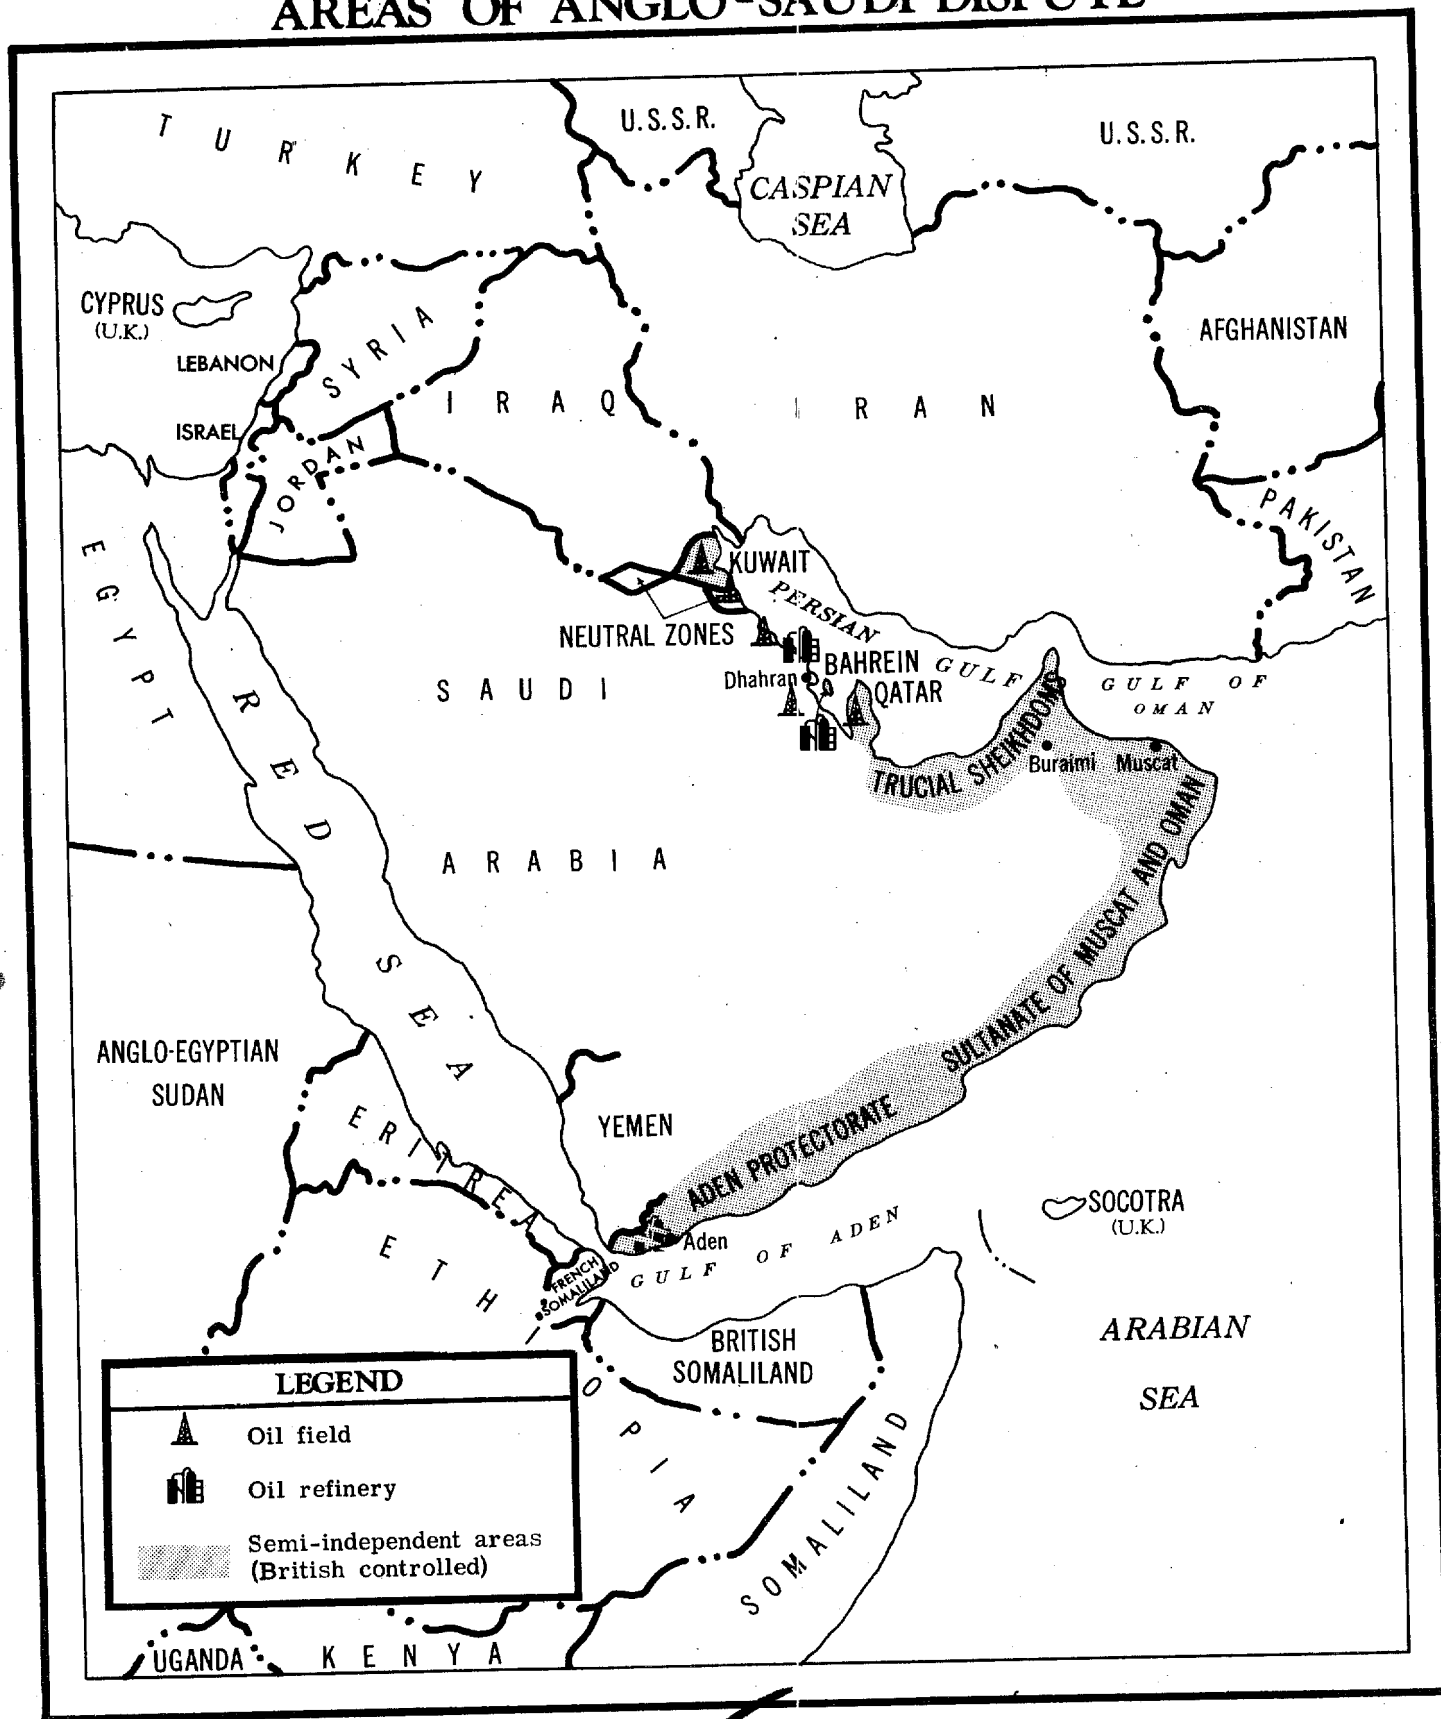 AREAS OF ANGLO-SAUDI DISPUTE
TURKEY
U.S.S.R.
U.S.S.R.
CASPIAN
SEA
CYPRUS
(U.K.)
SYRIA
AFGHANISTAN
LEBANON
IRAQ
IRAN
ISRAEL
JORDAN
PAKISTAN
EGYPT
KUWAIT
PERSIAN GULF
NEUTRAL ZONES
BAHREIN
Dhahran
QATAR
GULF OF
OMAN
SAUDI
ARABIA
RED SEA
TRUCIAL SHEIKHDOMS
Buraimi
Muscat
SULTANATE OF MUSCAT AND OMAN
ANGLO-EGYPTIAN
SUDAN
ERITREA
YEMEN
ADEN PROTECTORATE
Aden
SOCOTRA
(U.K.)
GULF OF ADEN
FRENCH
SOMALILAND
ETHIOPIA
BRITISH
SOMALILAND
ARABIAN
SEA
SOMALILAND
LEGEND
Oil field
Oil refinery
Semi-independent areas
(British controlled)
UGANDA
KENYA